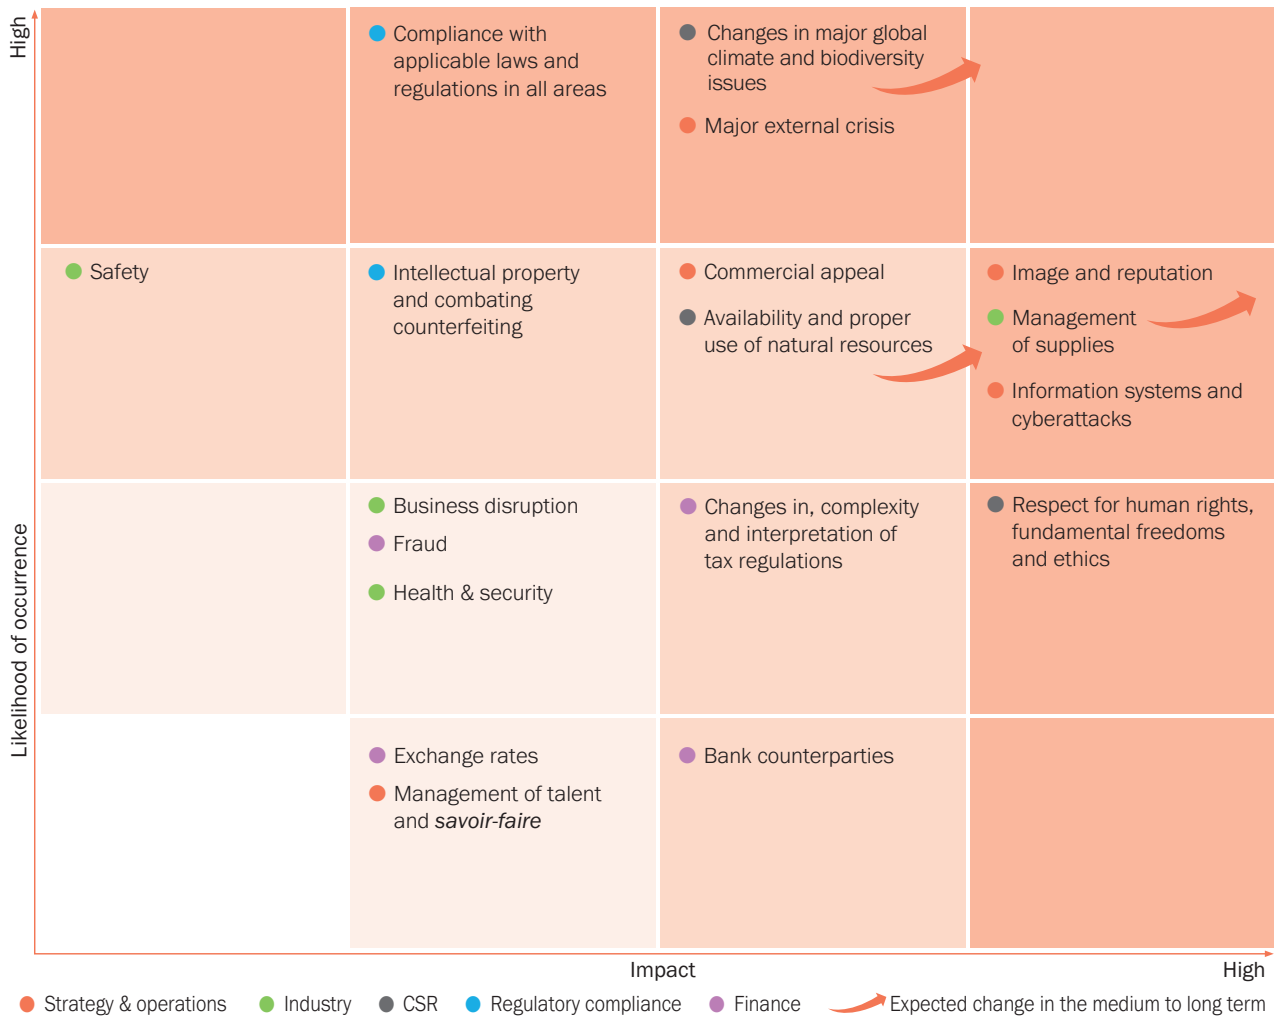 High
Compliance with
applicable laws and
regulations in all areas
Changes in major global
climate and biodiversity
issues
Major external crisis
Safety
Intellectual property
and combating
counterfeiting
Commercial appeal
Availability and proper
use of natural resources
Image and reputation
Management
of supplies
Information systems and
cyberattacks
Likelihood of occurrence
Business disruption
Fraud
Health & security
Changes in, complexity
and interpretation of
tax regulations
Respect for human rights,
fundamental freedoms
and ethics
Exchange rates
Management of talent
and savoir-faire
Bank counterparties
Impact
High
Strategy & operations
Industry
CSR
Regulatory compliance
Finance
Expected change in the medium to long term